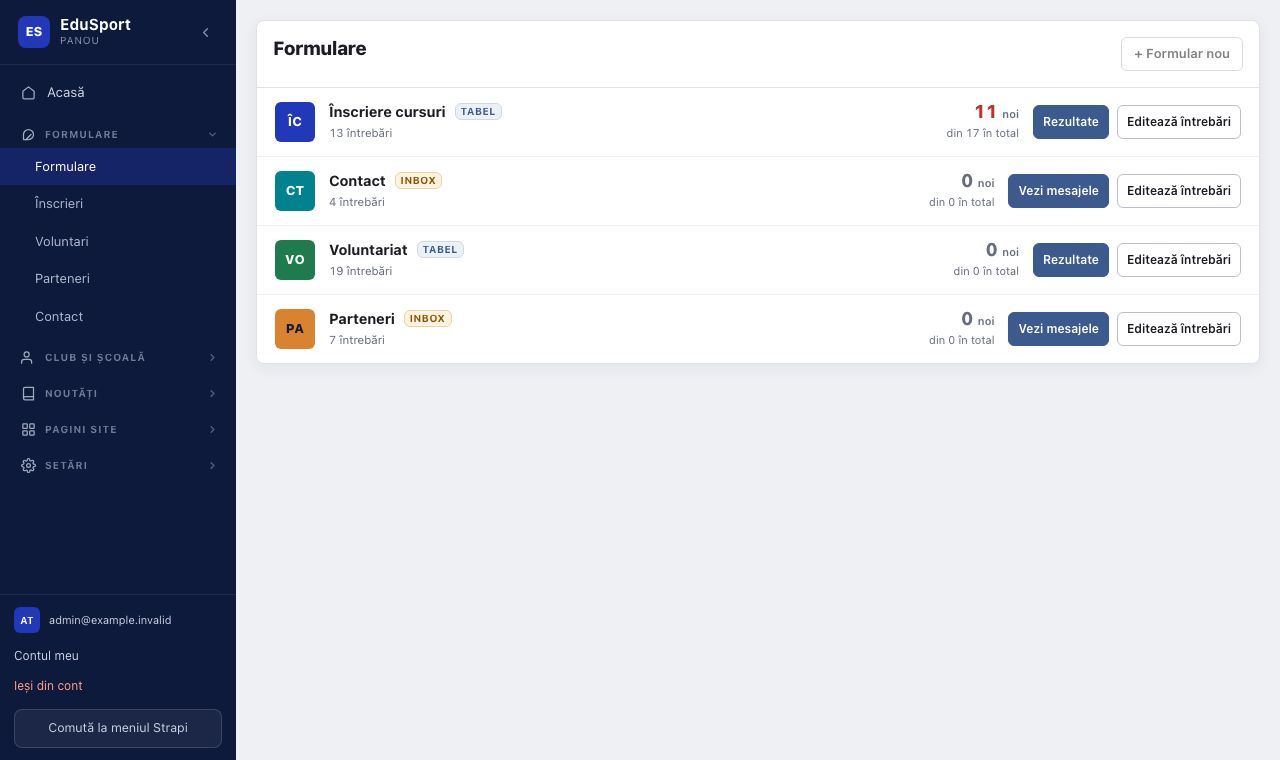 ES
EduSport
PANOU
Acasă
FORMULARE
Formulare
Înscrieri
Voluntari
Parteneri
Contact
CLUB ȘI ȘCOALĂ
NOUTĂȚI
PAGINI SITE
SETĂRI
AT
admin@example.invalid
Contul meu
Ieși din cont
Comută la meniul Strapi
Formulare
+ Formular nou
ÎC
Înscriere cursuri TABEL
13 întrebări
11 noi
din 17 în total
Rezultate
Editează întrebări
CT
Contact INBOX
4 întrebări
0 noi
din 0 în total
Vezi mesajele
Editează întrebări
VO
Voluntariat TABEL
19 întrebări
0 noi
din 0 în total
Rezultate
Editează întrebări
PA
Parteneri INBOX
7 întrebări
0 noi
din 0 în total
Vezi mesajele
Editează întrebări